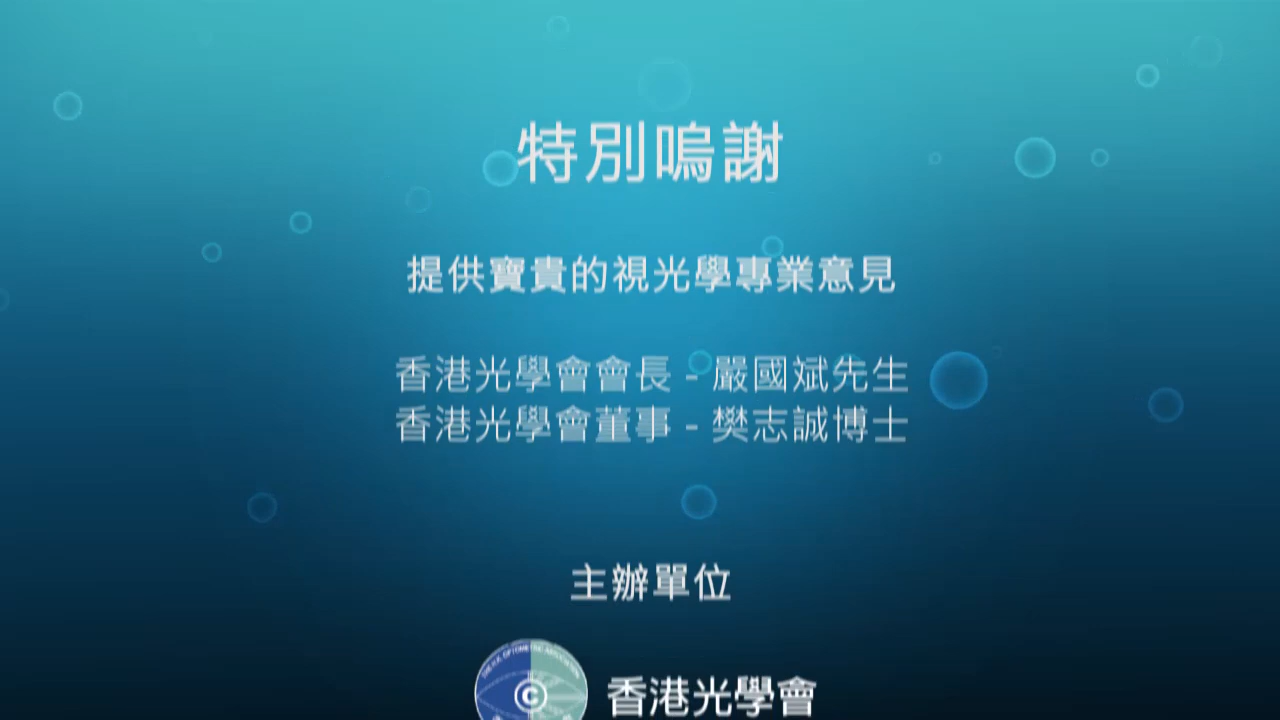 特別嗚謝
提供寶貴的視光學專業意見
香港光學會會長 - 嚴國斌先生
香港光學會董事 - 樊志誠博士
主辦單位
香港光學會